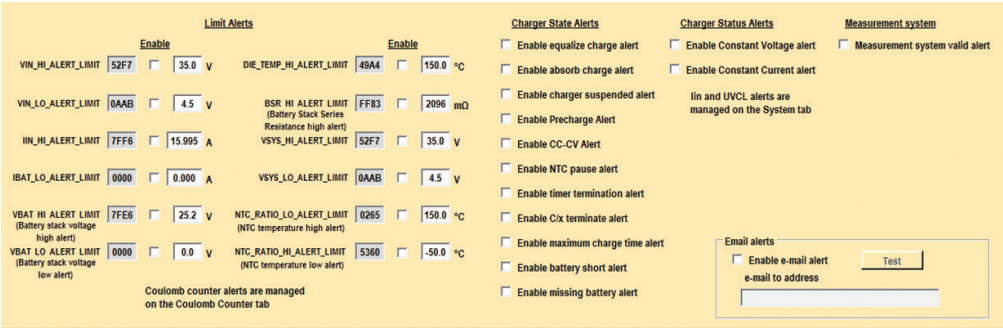 Limit Alerts
Enable
VIN_HI_ALERT_LIMIT 52F7 35.0 V
VIN_LO_ALERT_LIMIT 0AAB 4.5 V
IIN_HI_ALERT_LIMIT 7FF6 15.995 A
IBAT_LO_ALERT_LIMIT 0000 0.000 A
VBAT HI ALERT LIMIT 7FE6 25.2 V
(Battery stack voltage
high alert)
VBAT LO ALERT LIMIT 0000 0.0 V
(Battery stack voltage
low alert)
Enable
DIE_TEMP_HI_ALERT_LIMIT 49A4 150.0 °C
BSR HI ALERT LIMIT FF83 2096 mΩ
(Battery Stack Series
Resistance high alert)
VSYS_HI_ALERT_LIMIT 52F7 35.0 V
VSYS_LO_ALERT_LIMIT 0AAB 4.5 V
NTC_RATIO_LO_ALERT_LIMIT 0265 150.0 °C
(NTC temperature high alert)
NTC_RATIO_HI_ALERT_LIMIT 5360 -50.0 °C
(NTC temperature low alert)
Coulomb counter alerts are managed
on the Coulomb Counter tab
Charger State Alerts
Enable equalize charge alert
Enable absorb charge alert
Enable charger suspended alert
Enable Precharge Alert
Enable CC-CV Alert
Enable NTC pause alert
Enable timer termination alert
Enable C/x terminate alert
Enable maximum charge time alert
Enable battery short alert
Enable missing battery alert
Charger Status Alerts
Enable Constant Voltage alert
Enable Constant Current alert
Iin and UVCL alerts are
managed on the System tab
Measurement system
Measurement system valid alert
Email alerts
Enable e-mail alert Test
e-mail to address